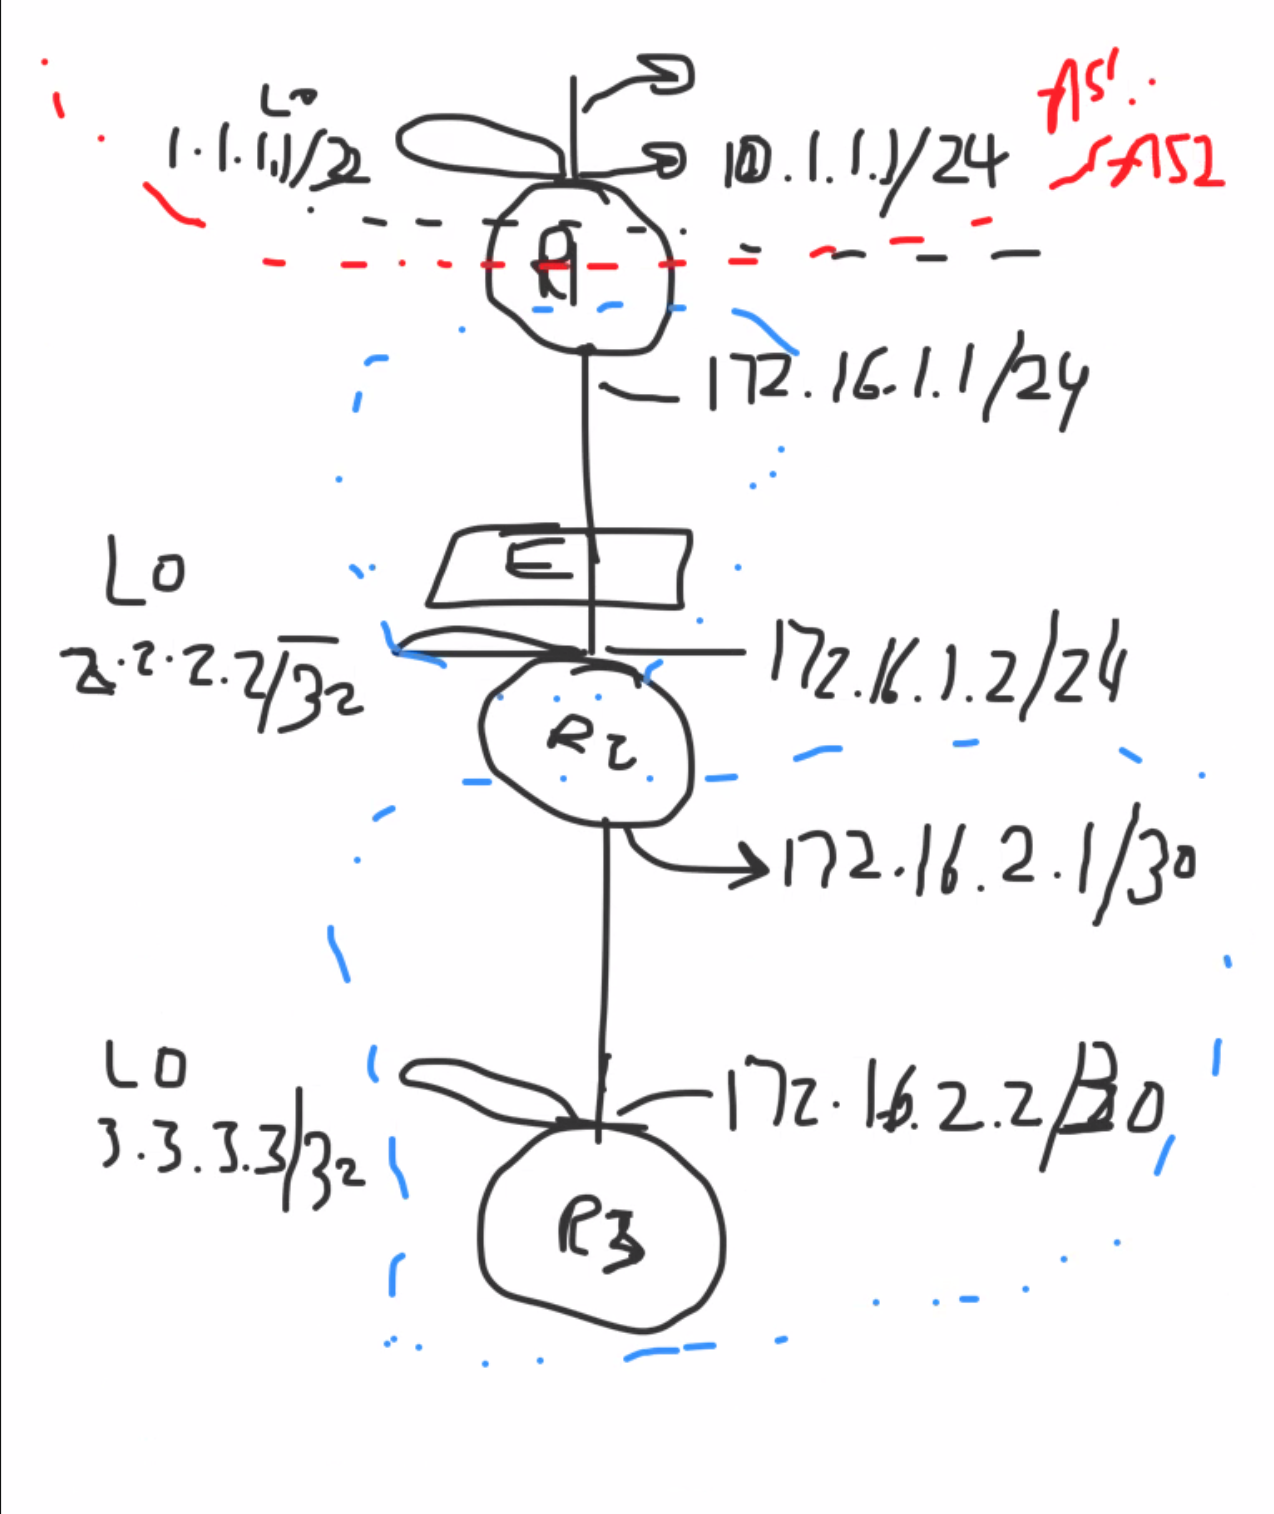 L0
1.1.1.1/32
10.1.1.1/24
R1
172.16.1.1/24
E
L0
2.2.2.2/32
172.16.1.2/24
R2
172.16.2.1/30
L0
3.3.3.3/32
172.16.2.2/30
R3